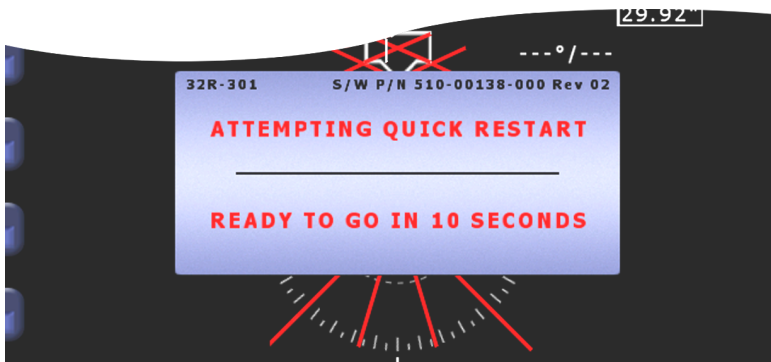 29.92"
---°/---
32R-301 S/W P/N 510-00138-000 Rev 02
ATTEMPTING QUICK RESTART
READY TO GO IN 10 SECONDS